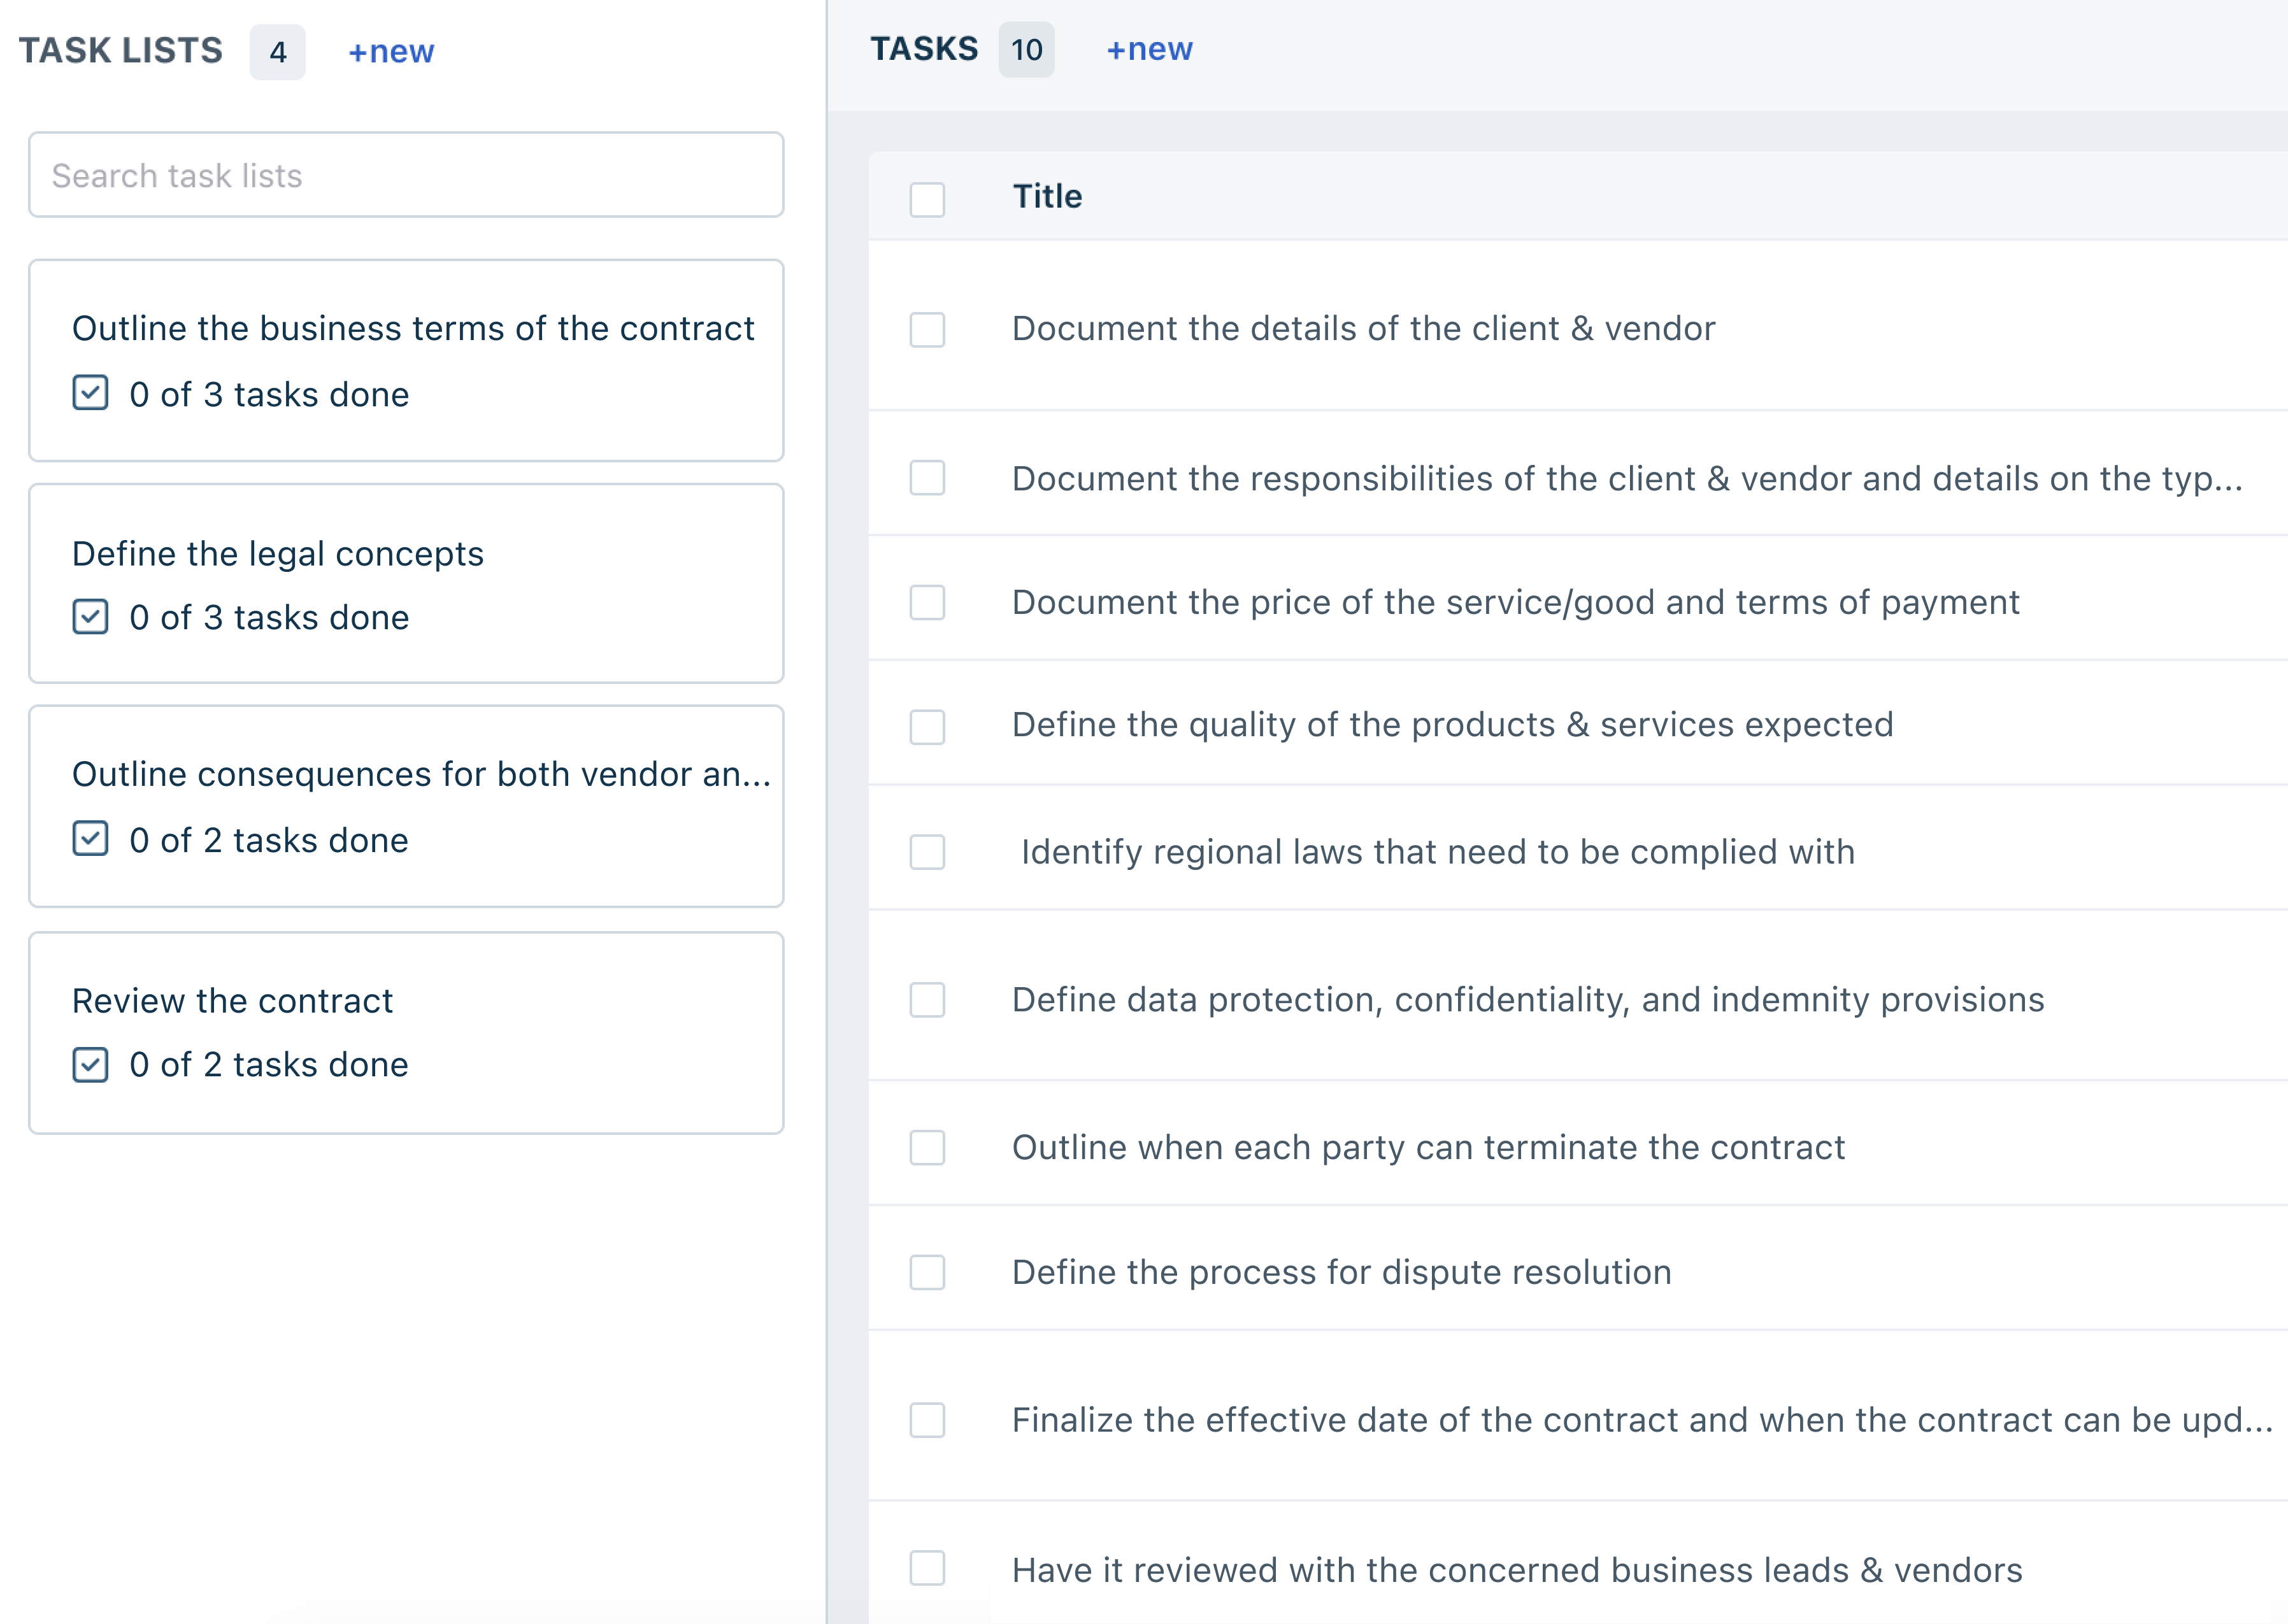 TASK LISTS 4 +new
Search task lists
Outline the business terms of the contract
0 of 3 tasks done
Define the legal concepts
0 of 3 tasks done
Outline consequences for both vendor an...
0 of 2 tasks done
Review the contract
0 of 2 tasks done
TASKS 10 +new
Title
Document the details of the client & vendor
Document the responsibilities of the client & vendor and details on the typ...
Document the price of the service/good and terms of payment
Define the quality of the products & services expected
Identify regional laws that need to be complied with
Define data protection, confidentiality, and indemnity provisions
Outline when each party can terminate the contract
Define the process for dispute resolution
Finalize the effective date of the contract and when the contract can be upd...
Have it reviewed with the concerned business leads & vendors